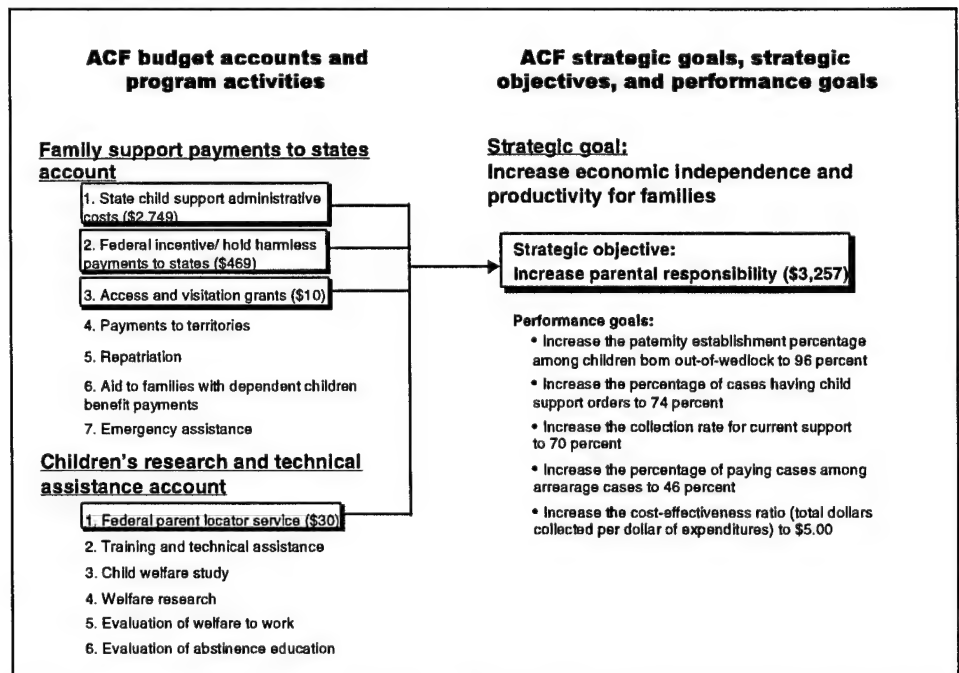 ACF budget accounts and
program activities
Family support payments to states
account
1. State child support administrative
costs ($2,749)
2. Federal incentive/ hold harmless
payments to states ($469)
3. Access and visitation grants ($10)
4. Payments to territories
5. Repatriation
6. Aid to families with dependent children
benefit payments
7. Emergency assistance
Children's research and technical
assistance account
1. Federal parent locator service ($30)
2. Training and technical assistance
3. Child welfare study
4. Welfare research
5. Evaluation of welfare to work
6. Evaluation of abstinence education
ACF strategic goals, strategic
objectives, and performance goals
Strategic goal:
Increase economic independence and
productivity for families
Strategic objective:
Increase parental responsibility ($3,257)
Performance goals:
• Increase the paternity establishment percentage
among children born out-of-wedlock to 96 percent
• Increase the percentage of cases having child
support orders to 74 percent
• Increase the collection rate for current support
to 70 percent
• Increase the percentage of paying cases among
arrearage cases to 46 percent
• Increase the cost-effectiveness ratio (total dollars
collected per dollar of expenditures) to $5.00